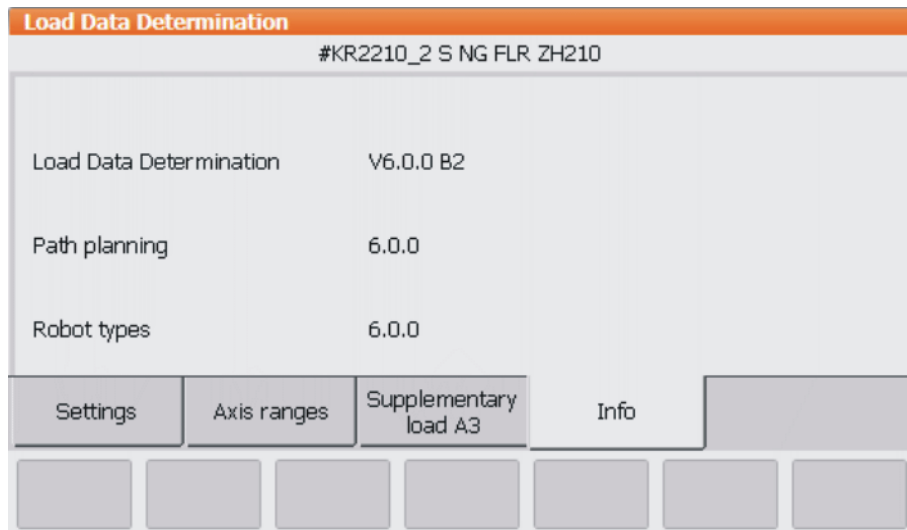 Load Data Determination
#KR2210_2 S NG FLR ZH210
Load Data Determination V6.0.0 B2
Path planning 6.0.0
Robot types 6.0.0
Settings Axis ranges Supplementary load A3 Info